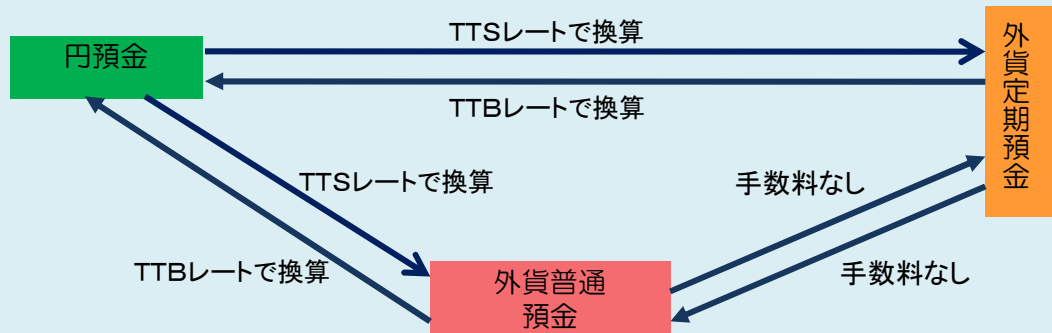 TTSレートで換算
円預金
TTBレートで換算
外貨定期預金
TTSレートで換算
手数料なし
TTBレートで換算
手数料なし
外貨普通
預金